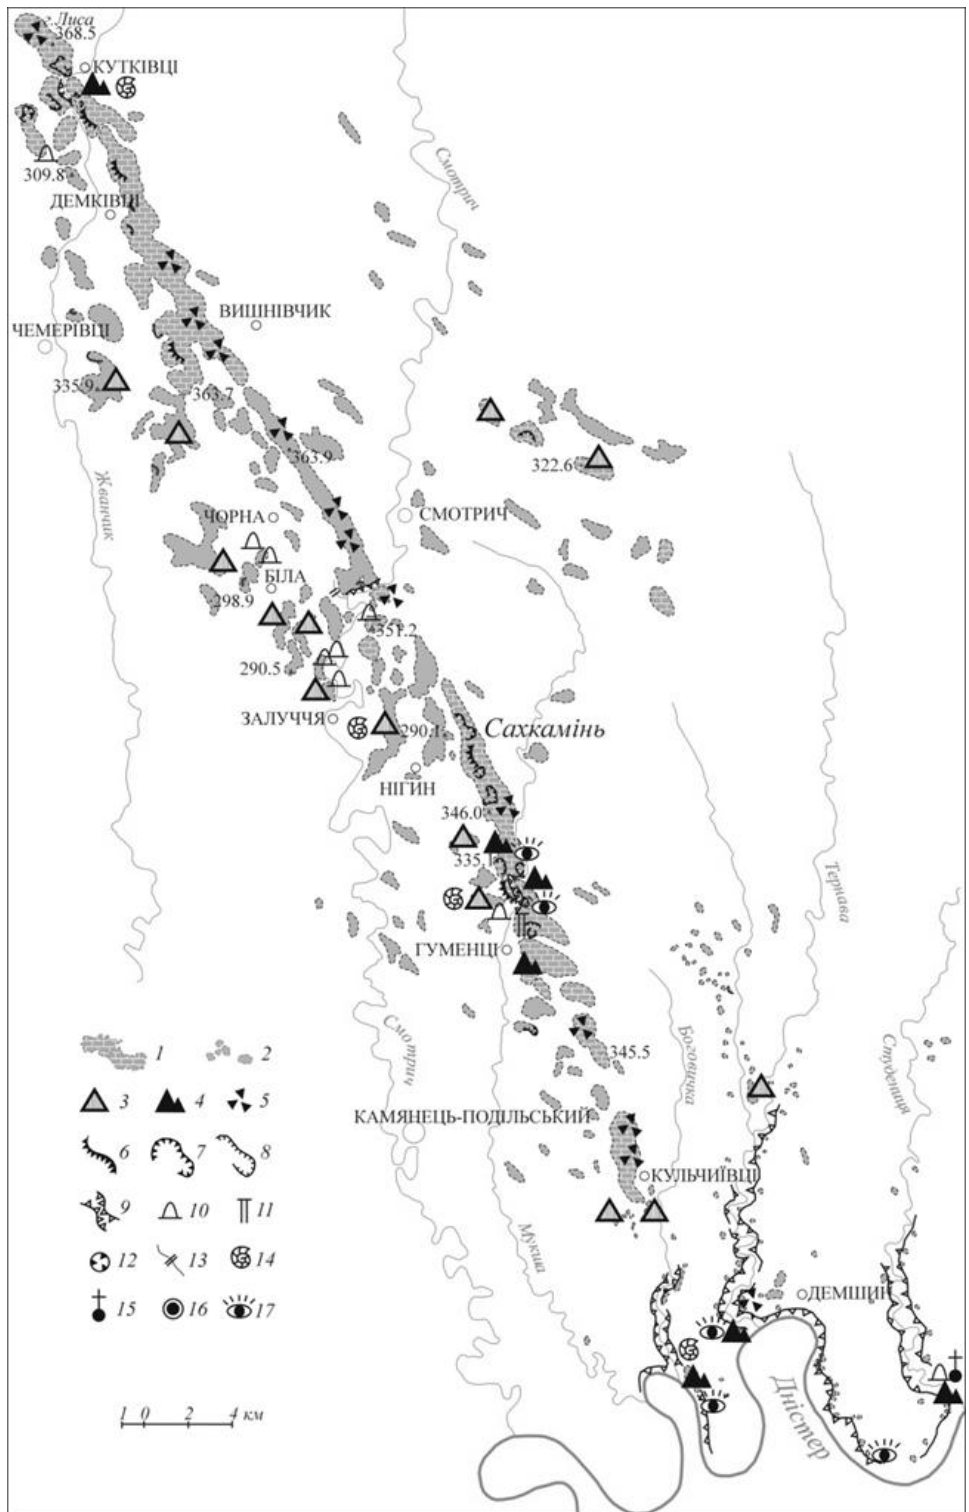 г.Лиса
368.5
КУТКІВЦІ
309.8
ДЕМКІВЦІ
Смотрич
ВИШНІВЧИК
ЧЕМЕРІВЦІ
335.9
363.7
363.9
322.6
Жванчик
ЧОРНА
СМОТРИЧ
БІЛА
298.9
351.2
290.5
ЗАЛУЧЧЯ
290.1
Сахкамінь
НІГИН
346.0
335.1
Тернава
ГУМЕНЦІ
Смотрич
Боговичка
Студениця
345.5
КАМЯНЕЦЬ-ПОДІЛЬСЬКИЙ
КУЛЬЧИЇВЦІ
Мукша
ДЕМШИН
Дністер
1 2
3 4 5
6 7 8
9 10 11
12 13 14
15 16 17
1 0 2 4 км